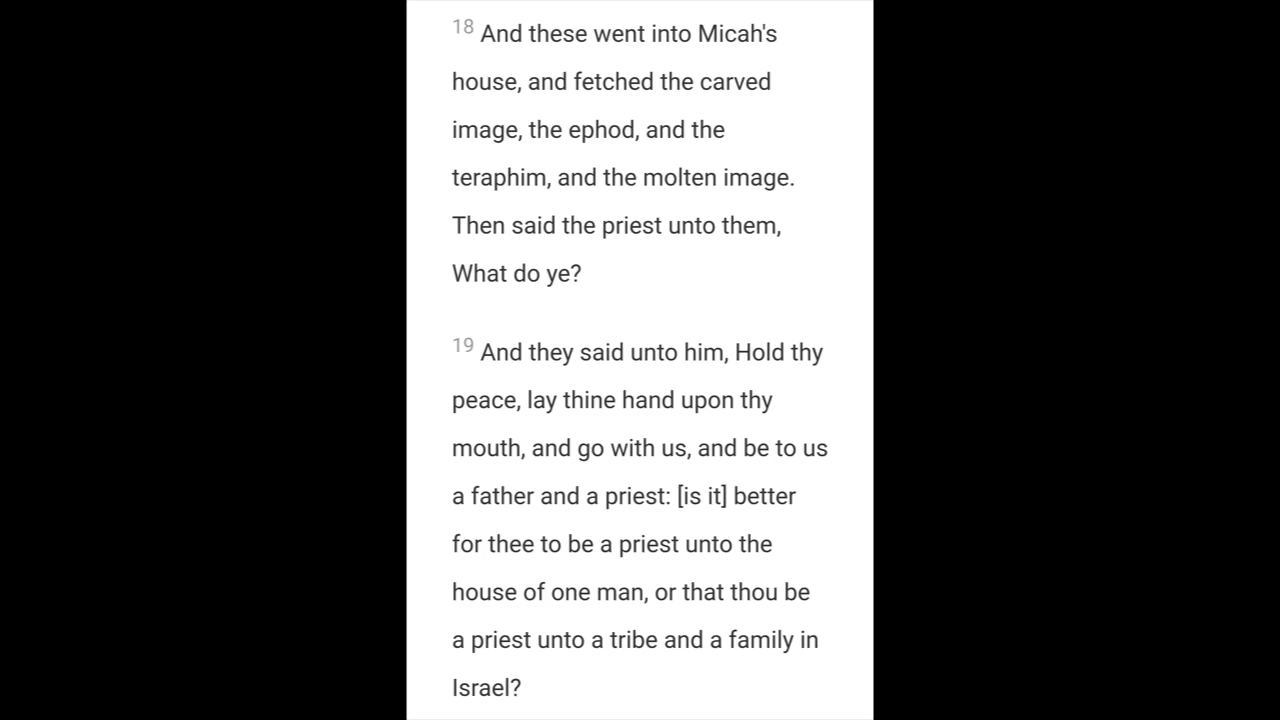 18 And these went into Micah's
house, and fetched the carved
image, the ephod, and the
teraphim, and the molten image.
Then said the priest unto them,
What do ye?
19 And they said unto him, Hold thy
peace, lay thine hand upon thy
mouth, and go with us, and be to us
a father and a priest: [is it] better
for thee to be a priest unto the
house of one man, or that thou be
a priest unto a tribe and a family in
Israel?